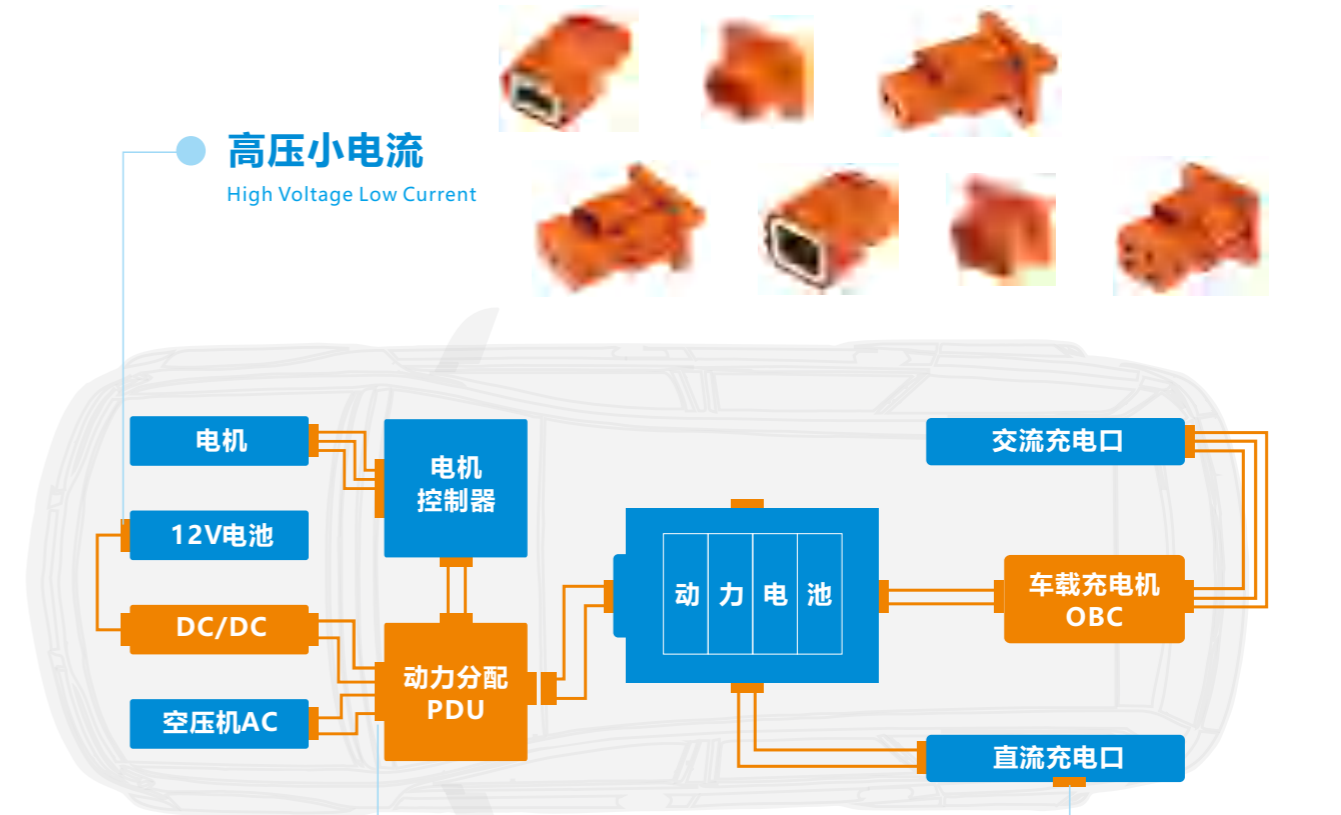 高压小电流
High Voltage Low Current
电机
电机
控制器
交流充电口
12V电池
动力电池
车载充电机
OBC
DC/DC
动力分配
PDU
空压机AC
直流充电口